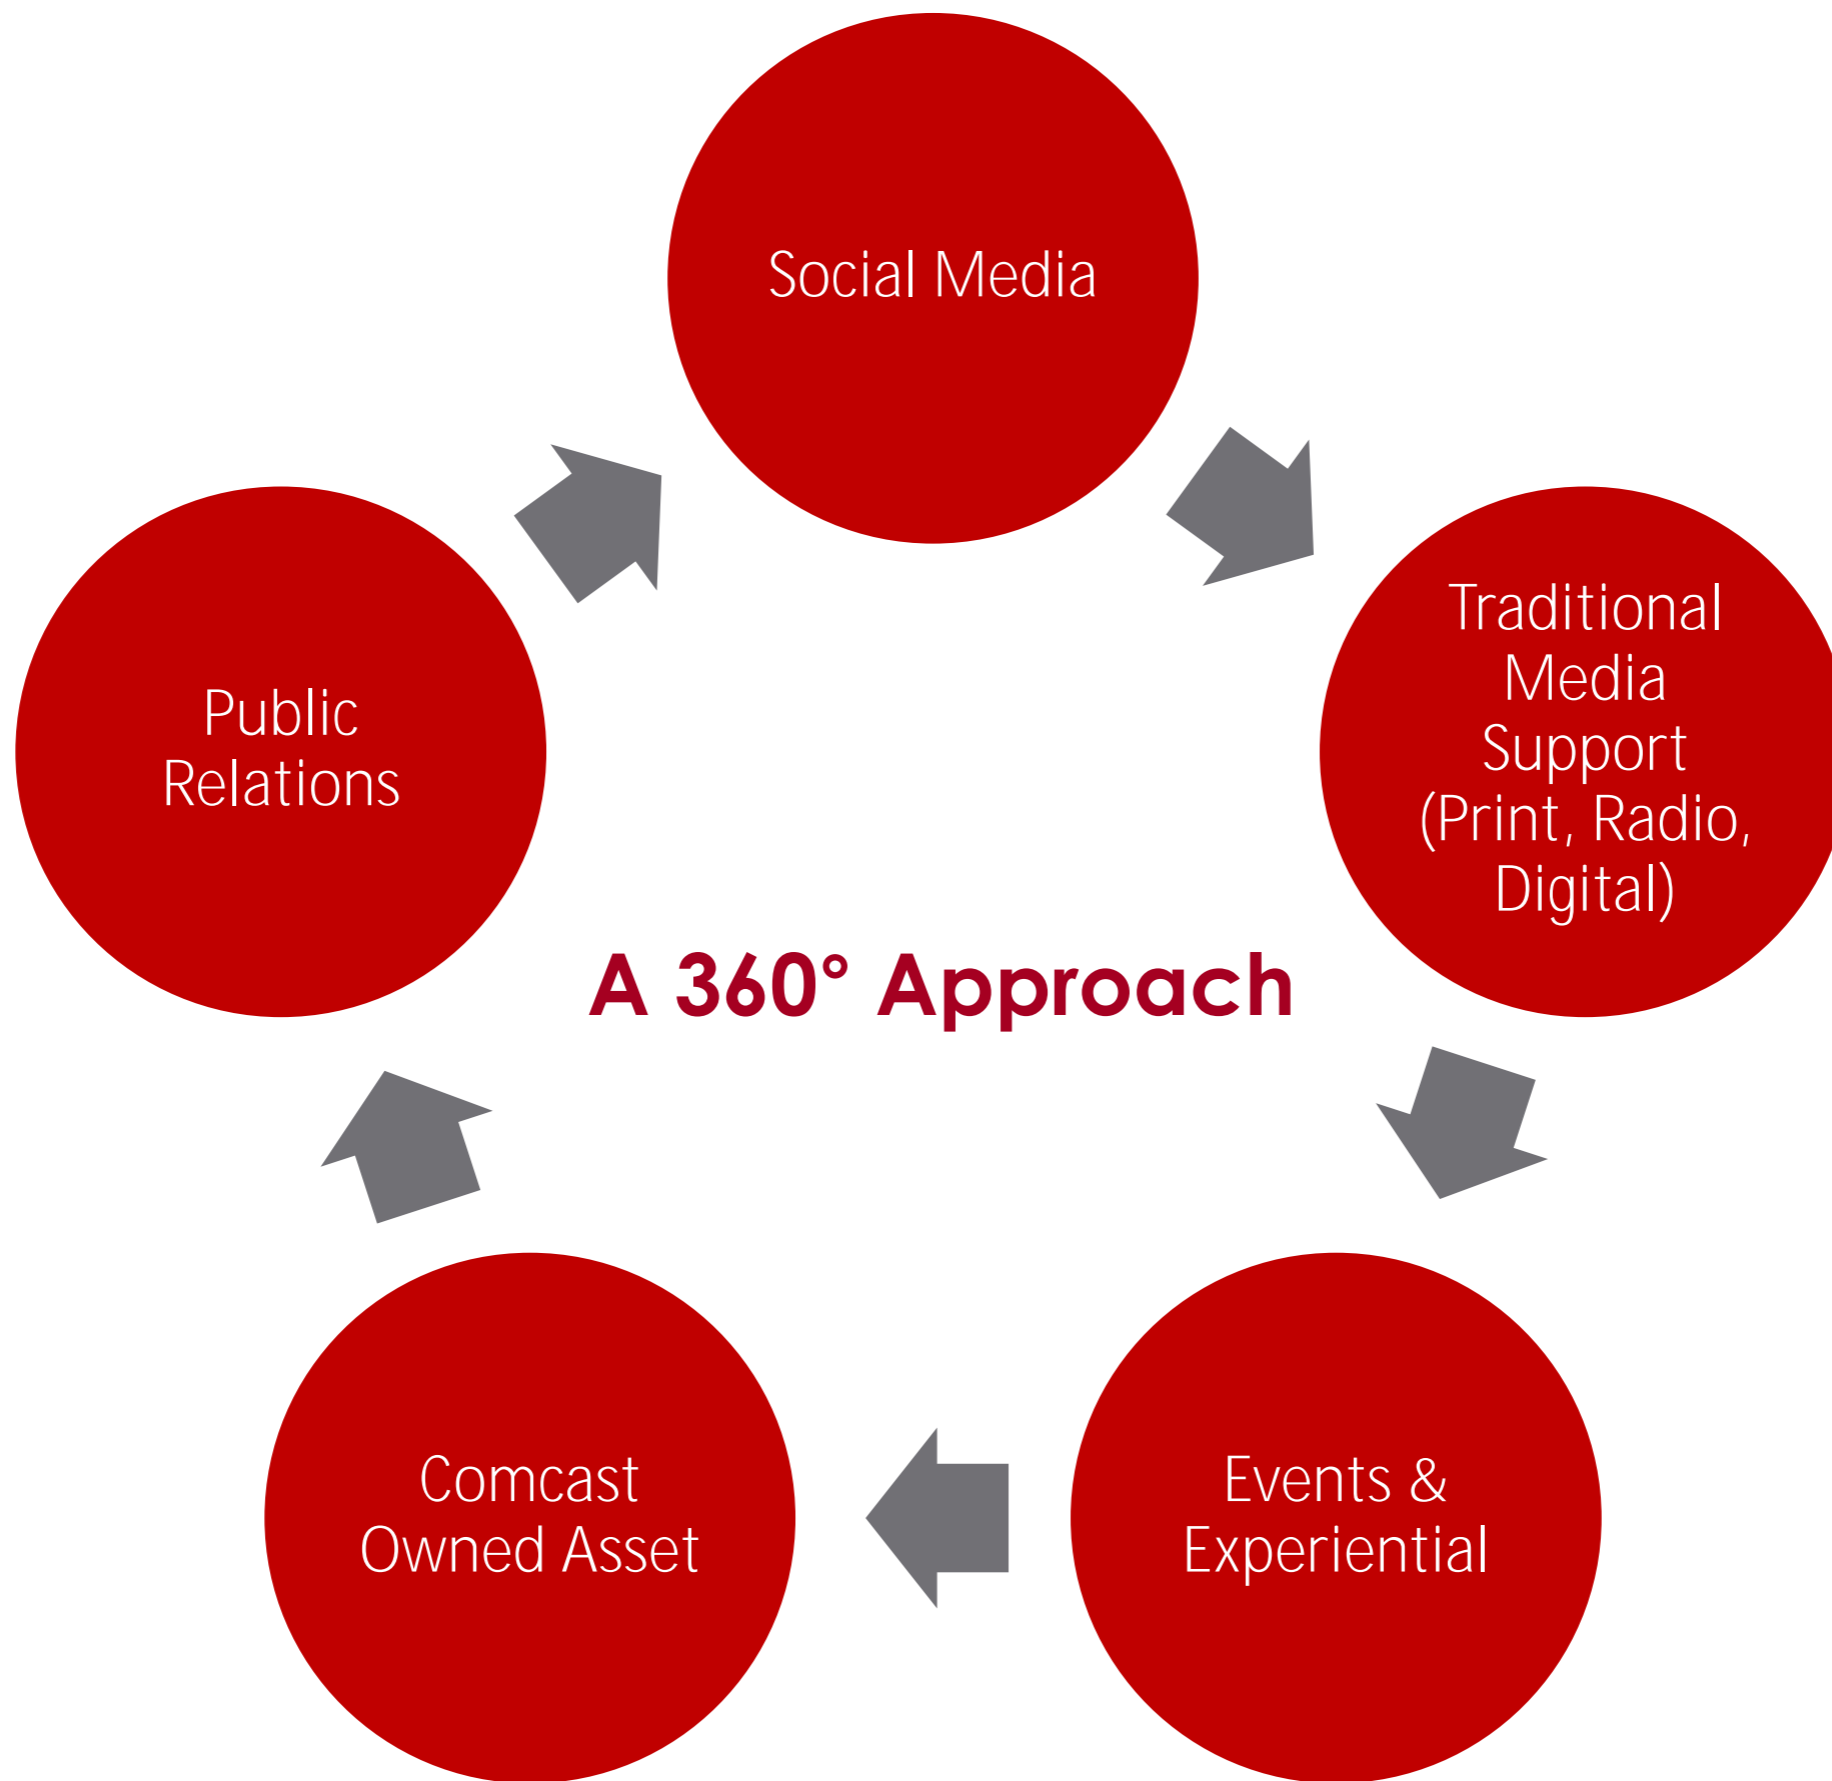 Social Media
Traditional
Media
Support
(Print, Radio,
Digital)
Public
Relations
A 360° Approach
Comcast
Owned Asset
Events &
Experiential